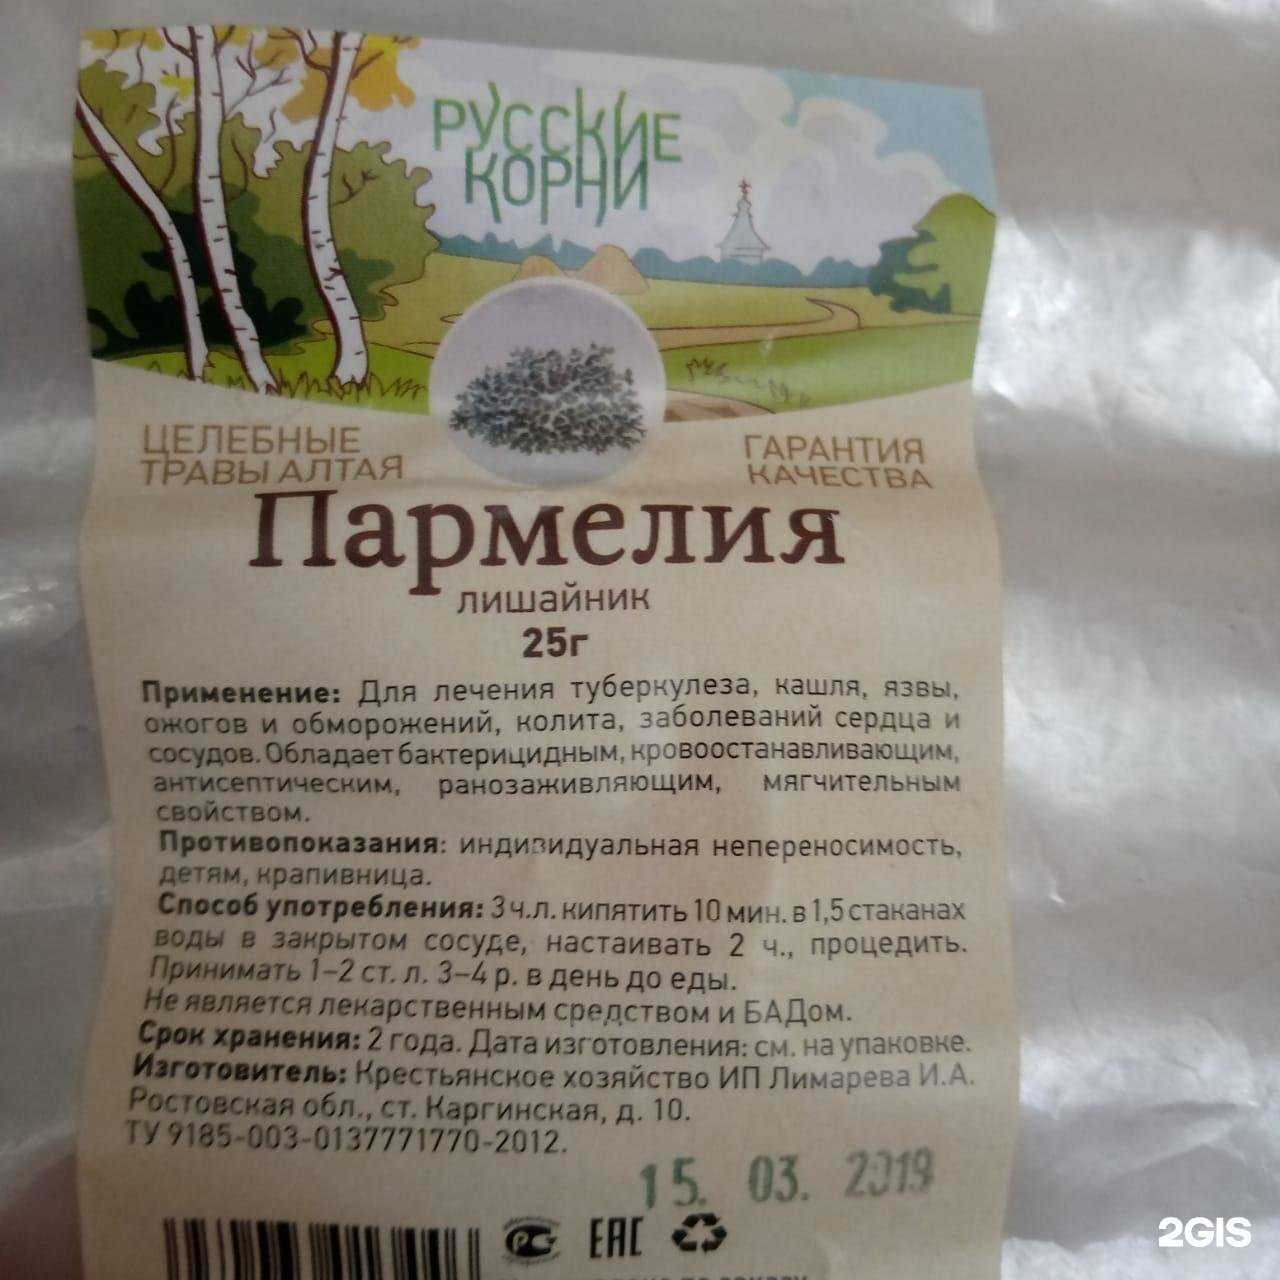 РУССКИЕ
КОРНИ
ЦЕЛЕБНЫЕ
ТРАВЫ АЛТАЯ
ГАРАНТИЯ
КАЧЕСТВА
Пармелия
лишайник
25г
Применение: Для лечения туберкулеза, кашля, язвы,
ожогов и обморожений, колита, заболеваний сердца и
сосудов. Обладает бактерицидным, кровоостанавливающим,
антисептическим, ранозаживляющим, мягчительным
свойством.
Противопоказания: индивидуальная непереносимость,
детям, крапивница.
Способ употребления: 3 ч.л. кипятить 10 мин. в 1,5 стаканах
воды в закрытом сосуде, настаивать 2 ч., процедить.
Принимать 1–2 ст. л. 3–4 р. в день до еды.
Не является лекарственным средством и БАДом.
Срок хранения: 2 года. Дата изготовления: см. на упаковке.
Изготовитель: Крестьянское хозяйство ИП Лимарева И.А.
Ростовская обл., ст. Каргинская, д. 10.
ТУ 9185-003-0137771770-2012.
15. 03. 2019
РС ЕАС
2GIS